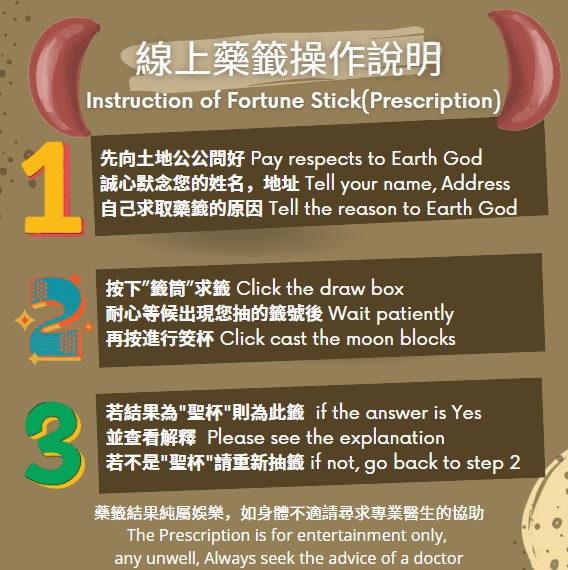 線上藥籤操作說明
Instruction of Fortune Stick(Prescription)
1
先向土地公公問好 Pay respects to Earth God
誠心默念您的姓名，地址 Tell your name, Address
自己求取藥籤的原因 Tell the reason to Earth God
2
按下"籤筒"求籤 Click the draw box
耐心等候出現您抽的籤號後 Wait patiently
再按進行筊杯 Click cast the moon blocks
3
若結果為"聖杯"則為此籤 if the answer is Yes
並查看解釋 Please see the explanation
若不是"聖杯"請重新抽籤 if not, go back to step 2
藥籤結果純屬娛樂，如身體不適請尋求專業醫生的協助
The Prescription is for entertainment only,
any unwell, Always seek the advice of a doctor